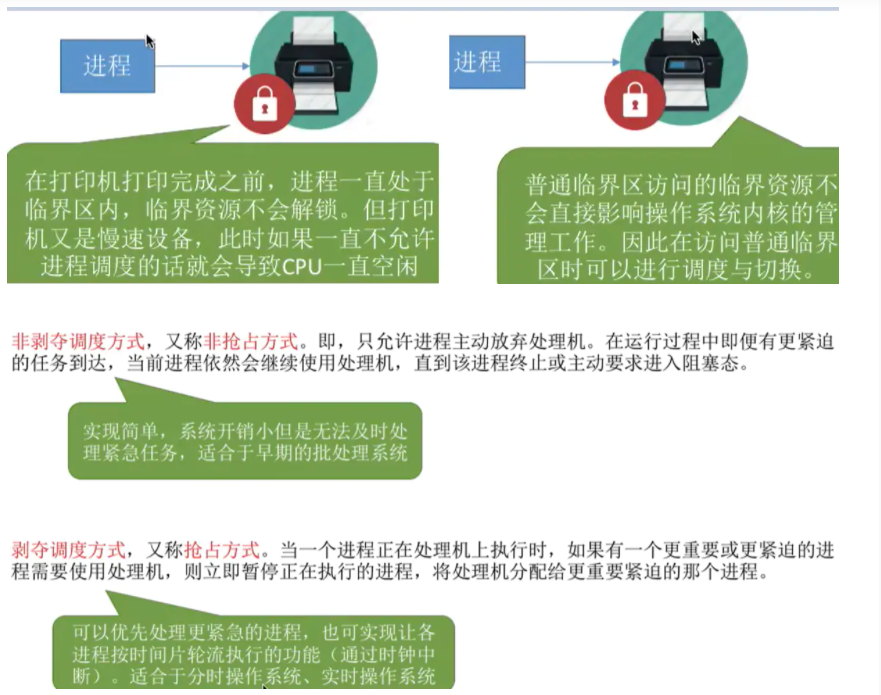 进程
在打印机打印完成之前，进程一直处于
临界区内，临界资源不会解锁。但打印
机又是慢速设备，此时如果一直不允许
进程调度的话就会导致CPU一直空闲
进程
普通临界区访问的临界资源不
会直接影响操作系统内核的管
理工作。因此在访问普通临界
区时可以进行调度与切换。
非剥夺调度方式，又称非抢占方式。即，只允许进程主动放弃处理机。在运行过程中即便有更紧迫
的任务到达，当前进程依然会继续使用处理机，直到该进程终止或主动要求进入阻塞态。
实现简单，系统开销小但是无法及时处
理紧急任务，适合于早期的批处理系统
剥夺调度方式，又称抢占方式。当一个进程正在处理机上执行时，如果有一个更重要或更紧迫的进
程需要使用处理机，则立即暂停正在执行的进程，将处理机分配给更重要紧迫的那个进程。
可以优先处理更紧急的进程，也可实现让各
进程按时间片轮流执行的功能（通过时钟中
断）。适合于分时操作系统、实时操作系统